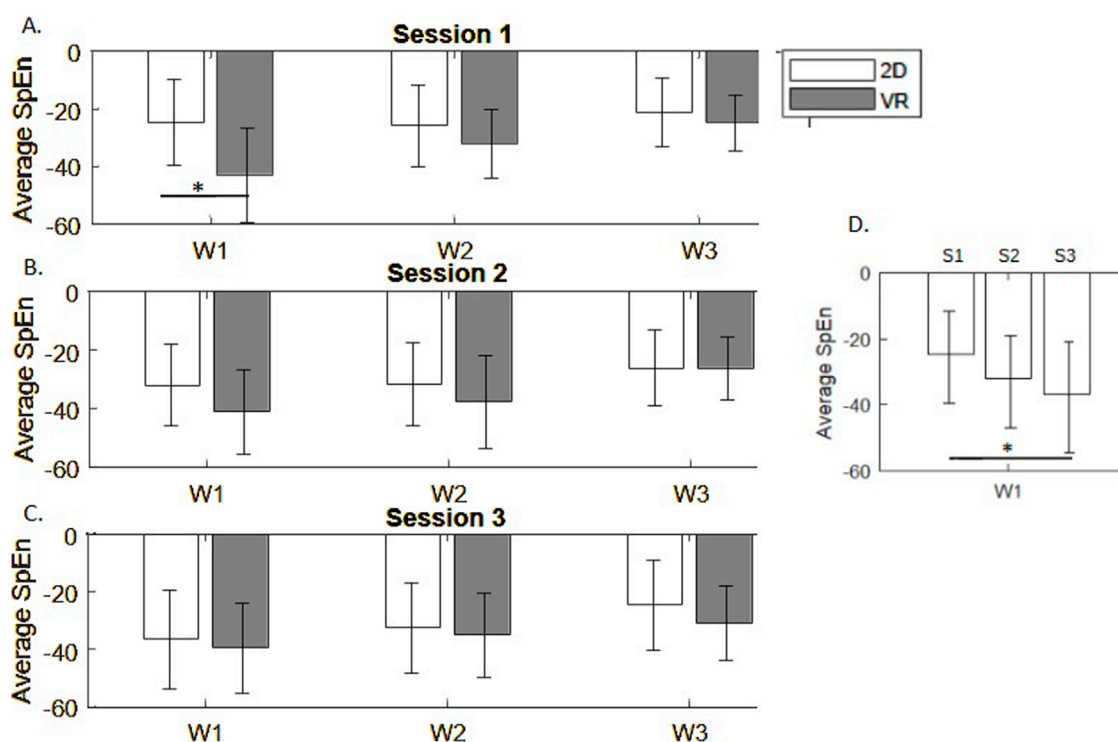 A.
Session 1
0
-20
-40
-60
Average SpEn
*
W1 W2 W3
2D
VR
B.
Session 2
0
-20
-40
-60
Average SpEn
W1 W2 W3
C.
Session 3
0
-20
-40
-60
Average SpEn
W1 W2 W3
D.
S1 S2 S3
0
-20
-40
-60
Average SpEn
*
W1